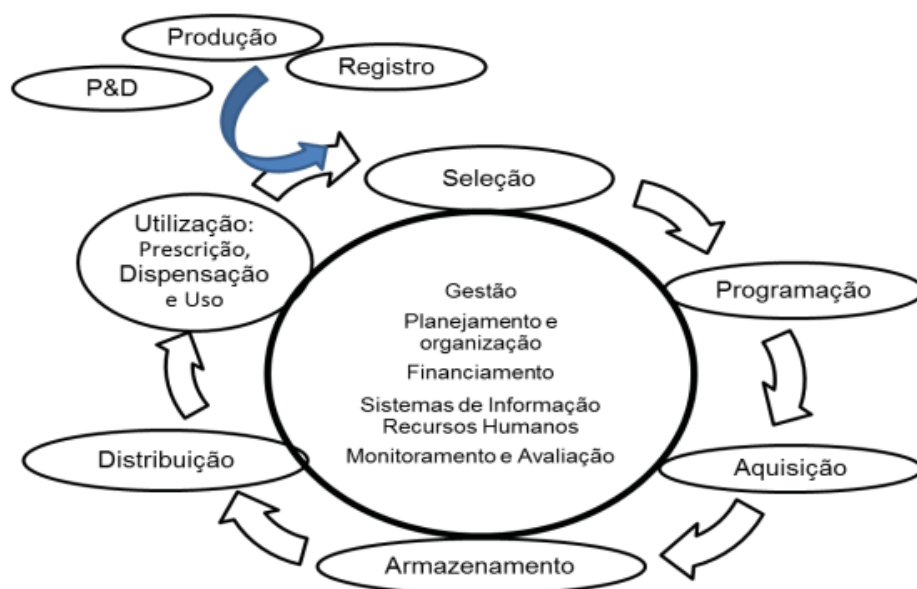 Produção
Registro
P&D
Seleção
Utilização:
Prescrição,
Dispensação
e Uso
Programação
Gestão
Planejamento e
organização
Financiamento
Sistemas de Informação
Recursos Humanos
Monitoramento e Avaliação
Distribuição
Aquisição
Armazenamento